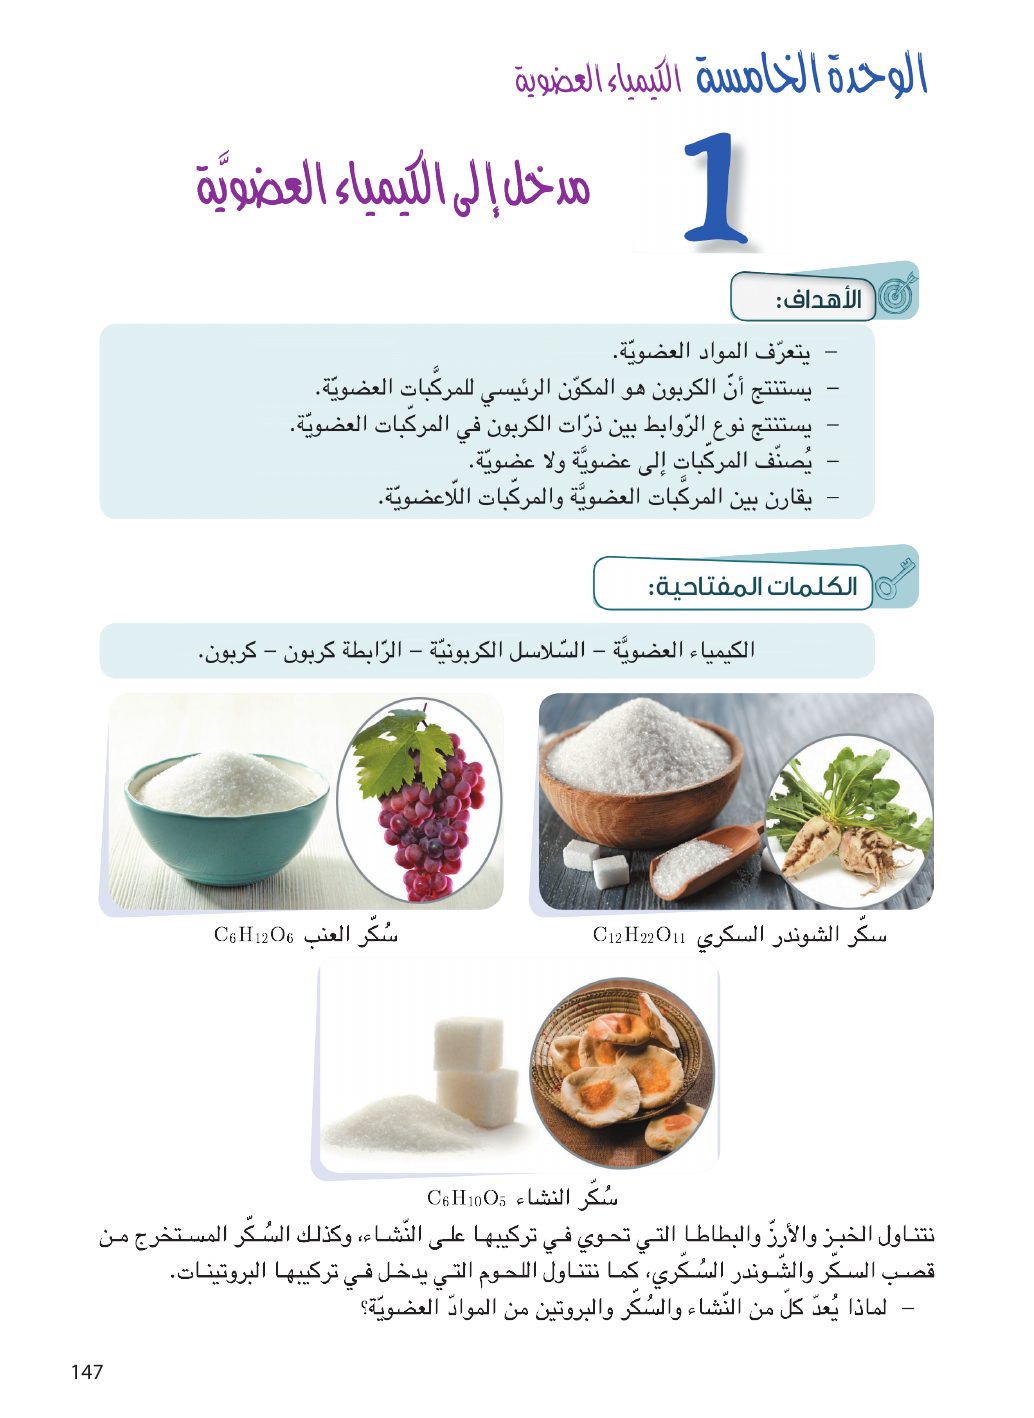 الوحدة الخامسة الكيمياء العضوية
1
مدخل إلى الكيمياء العضويَّة
الأهداف:
– يتعرّف المواد العضويّة.
– يستنتج أنّ الكربون هو المكوّن الرئيسي للمركَّبات العضويّة.
– يستنتج نوع الرّوابط بين ذرّات الكربون في المركّبات العضويّة.
– يُصنّف المركّبات إلى عضويَّة ولا عضويّة.
– يقارن بين المركَّبات العضويَّة والمركّبات اللّاعضويّة.
الكلمات المفتاحية:
الكيمياء العضويَّة – السّلاسل الكربونيّة – الرّابطة كربون – كربون.
سكّر الشوندر السكري C12H22O11
سُكّر العنب C6H12O6
سُكّر النشاء C6H10O5
نتناول الخبز والأرزّ والبطاطا التي تحوي في تركيبها على النّشاء، وكذلك السُكّر المستخرج من
قصب السكّر والشّوندر السُكّري، كما نتناول اللحوم التي يدخل في تركيبها البروتينات.
– لماذا يُعدّ كلّ من النّشاء والسُكّر والبروتين من الموادّ العضويّة؟
147